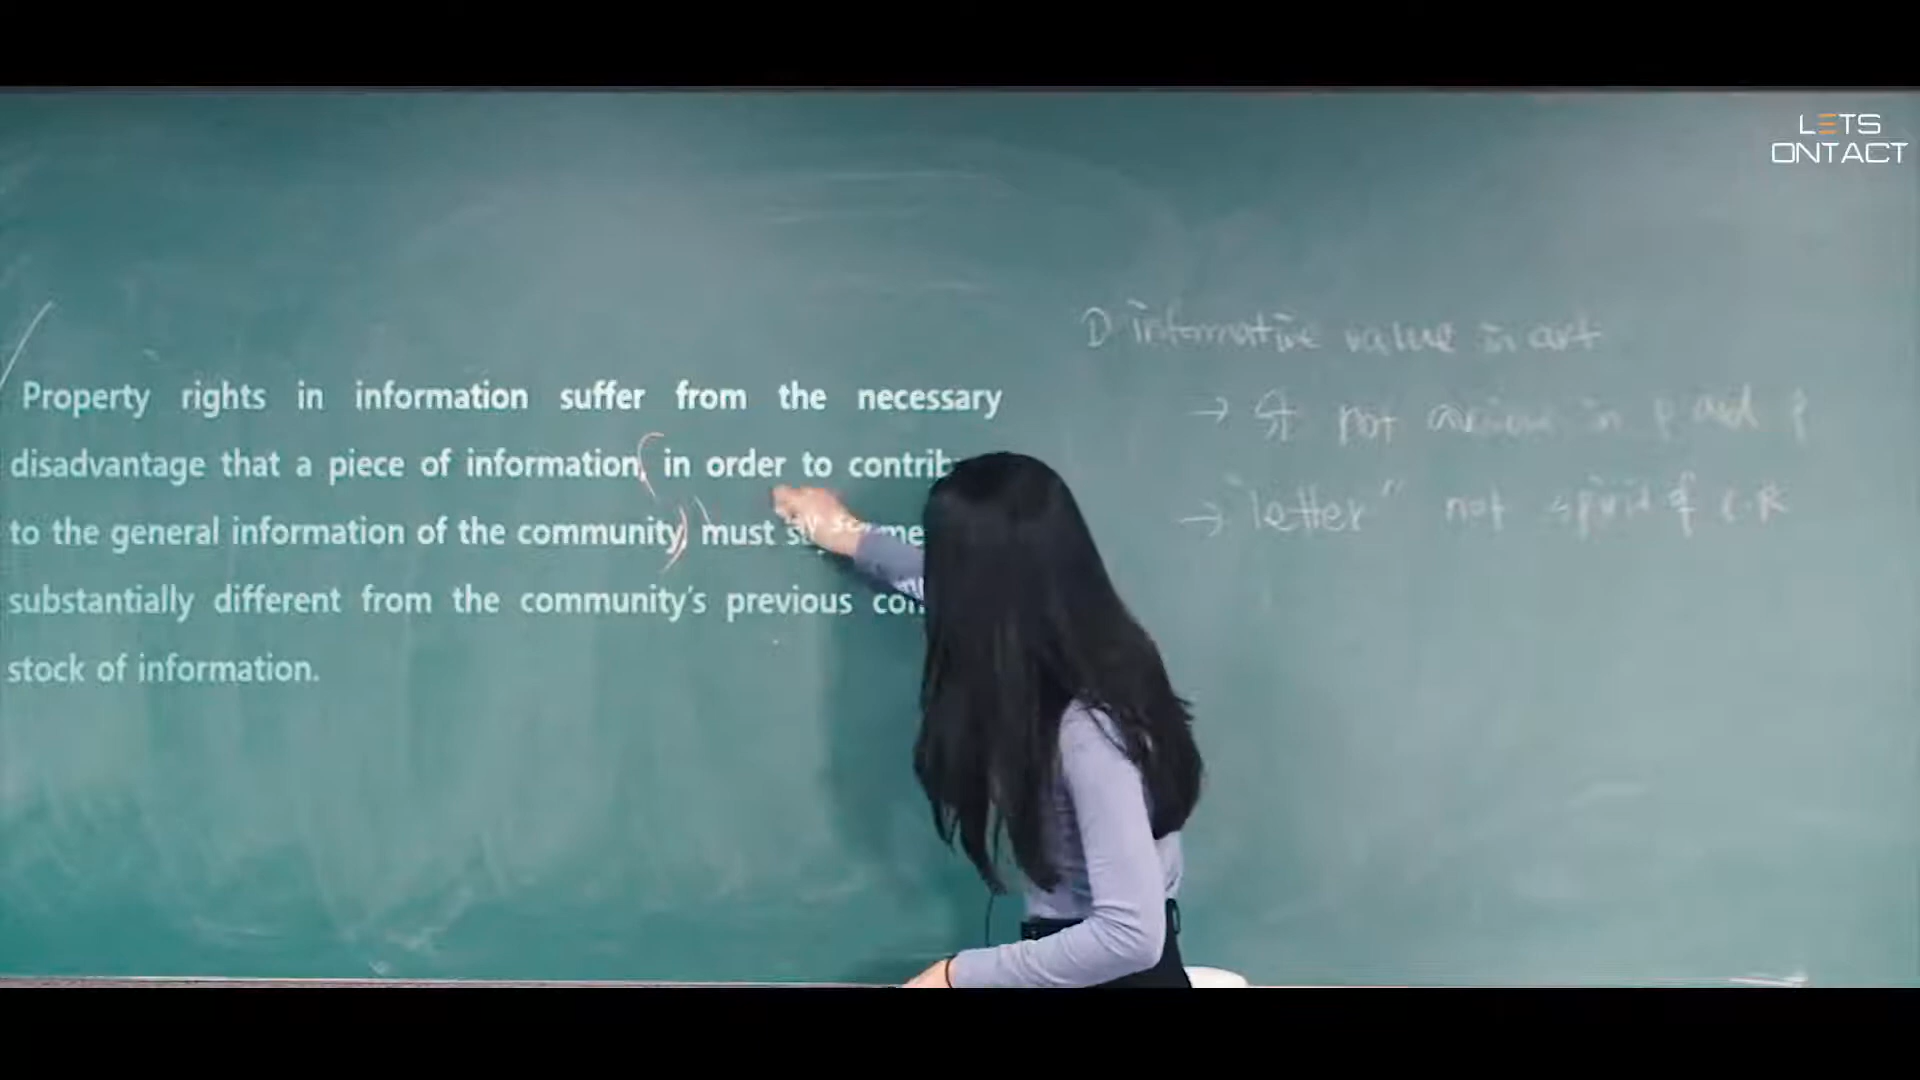 LETS
ONTACT
Property rights in information suffer from the necessary
disadvantage that a piece of information, in order to contrib
to the general information of the community, must
substantially different from the community's previous
stock of information.
informative value in art
→ not in and
→ "letter" not